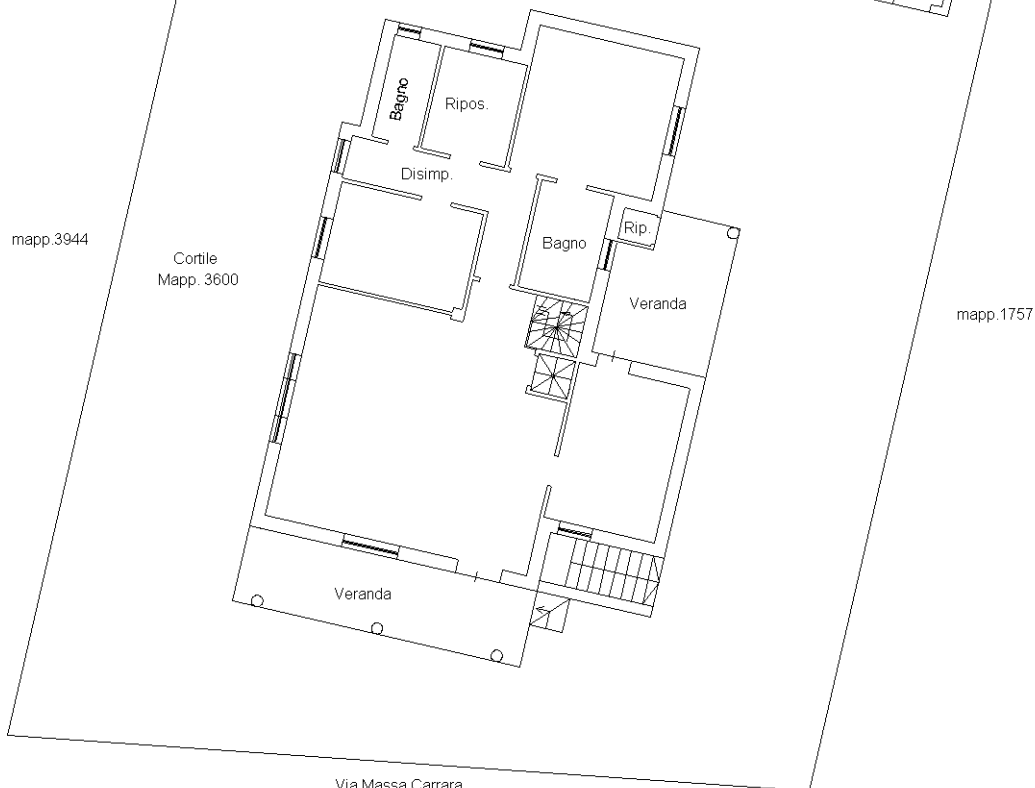 Bagno
Ripos.
Disimp.
mapp.3944
Cortile
Mapp. 3600
Bagno
Rip.
Veranda
mapp.1757
Veranda
Via Massa Carrara